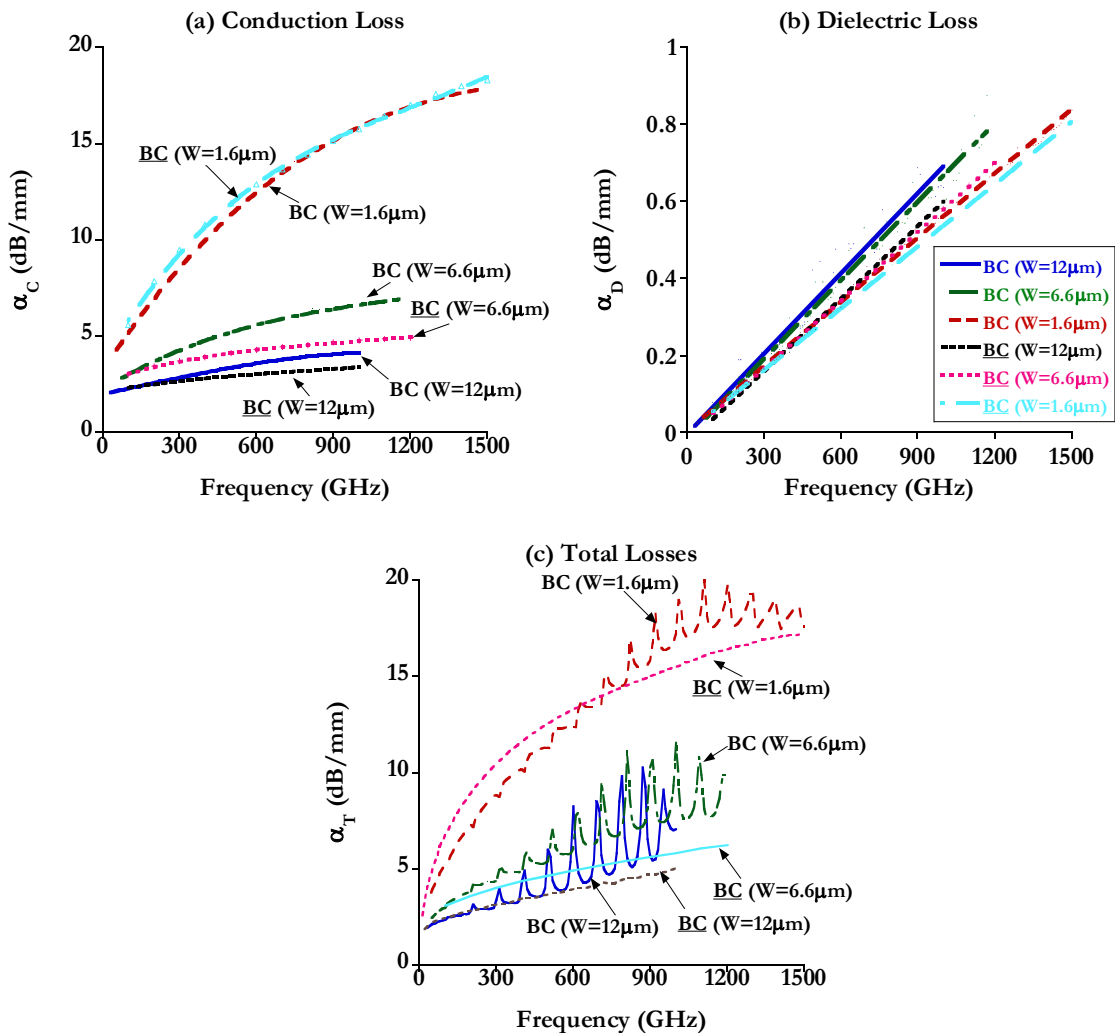 (a) Conduction Loss
20
15
10
5
0
α_C (dB/mm)
BC (W=1.6μm)
BC (W=1.6μm)
BC (W=6.6μm)
BC (W=6.6μm)
BC (W=12μm)
BC (W=12μm)
0 300 600 900 1200 1500
Frequency (GHz)
(b) Dielectric Loss
1
0.8
0.6
0.4
0.2
0
α_D (dB/mm)
BC (W=12μm)
BC (W=6.6μm)
BC (W=1.6μm)
BC (W=12μm)
BC (W=6.6μm)
BC (W=1.6μm)
0 300 600 900 1200 1500
Frequency (GHz)
(c) Total Losses
20
15
10
5
0
α_T (dB/mm)
BC (W=1.6μm)
BC (W=1.6μm)
BC (W=6.6μm)
BC (W=6.6μm)
BC (W=12μm)
BC (W=12μm)
0 300 600 900 1200 1500
Frequency (GHz)